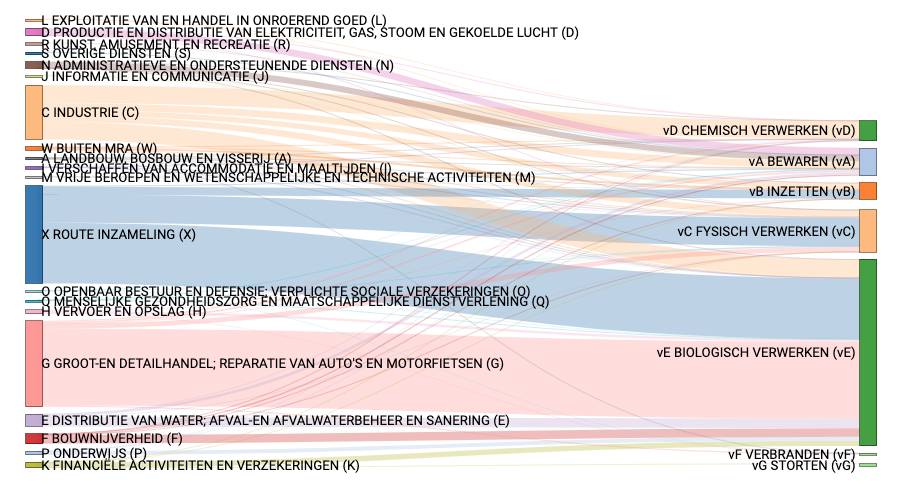 L EXPLOITATIE VAN EN HANDEL IN ONROEREND GOED (L)
D PRODUCTIE EN DISTRIBUTIE VAN ELEKTRICITEIT, GAS, STOOM EN GEKOELDE LUCHT (D)
R KUNST, AMUSEMENT EN RECREATIE (R)
S OVERIGE DIENSTEN (S)
N ADMINISTRATIEVE EN ONDERSTEUNENDE DIENSTEN (N)
J INFORMATIE EN COMMUNICATIE (J)
C INDUSTRIE (C)
W BUITEN MRA (W)
A LANDBOUW, BOSBOUW EN VISSERIJ (A)
I VERSCHAFFEN VAN ACCOMMODATIE EN MAALTIJDEN (I)
M VRIJE BEROEPEN EN WETENSCHAPPELIJKE EN TECHNISCHE ACTIVITEITEN (M)
X ROUTE INZAMELING (X)
O OPENBAAR BESTUUR EN DEFENSIE; VERPLICHTE SOCIALE VERZEKERINGEN (O)
Q MENSELIJKE GEZONDHEIDSZORG EN MAATSCHAPPELIJKE DIENSTVERLENING (Q)
H VERVOER EN OPSLAG (H)
G GROOT-EN DETAILHANDEL; REPARATIE VAN AUTO'S EN MOTORFIETSEN (G)
E DISTRIBUTIE VAN WATER; AFVAL-EN AFVALWATERBEHEER EN SANERING (E)
F BOUWNIJVERHEID (F)
P ONDERWIJS (P)
K FINANCIËLE ACTIVITEITEN EN VERZEKERINGEN (K)
vD CHEMISCH VERWERKEN (vD)
vA BEWAREN (vA)
vB INZETTEN (vB)
vC FYSISCH VERWERKEN (vC)
vE BIOLOGISCH VERWERKEN (vE)
vF VERBRANDEN (vF)
vG STORTEN (vG)